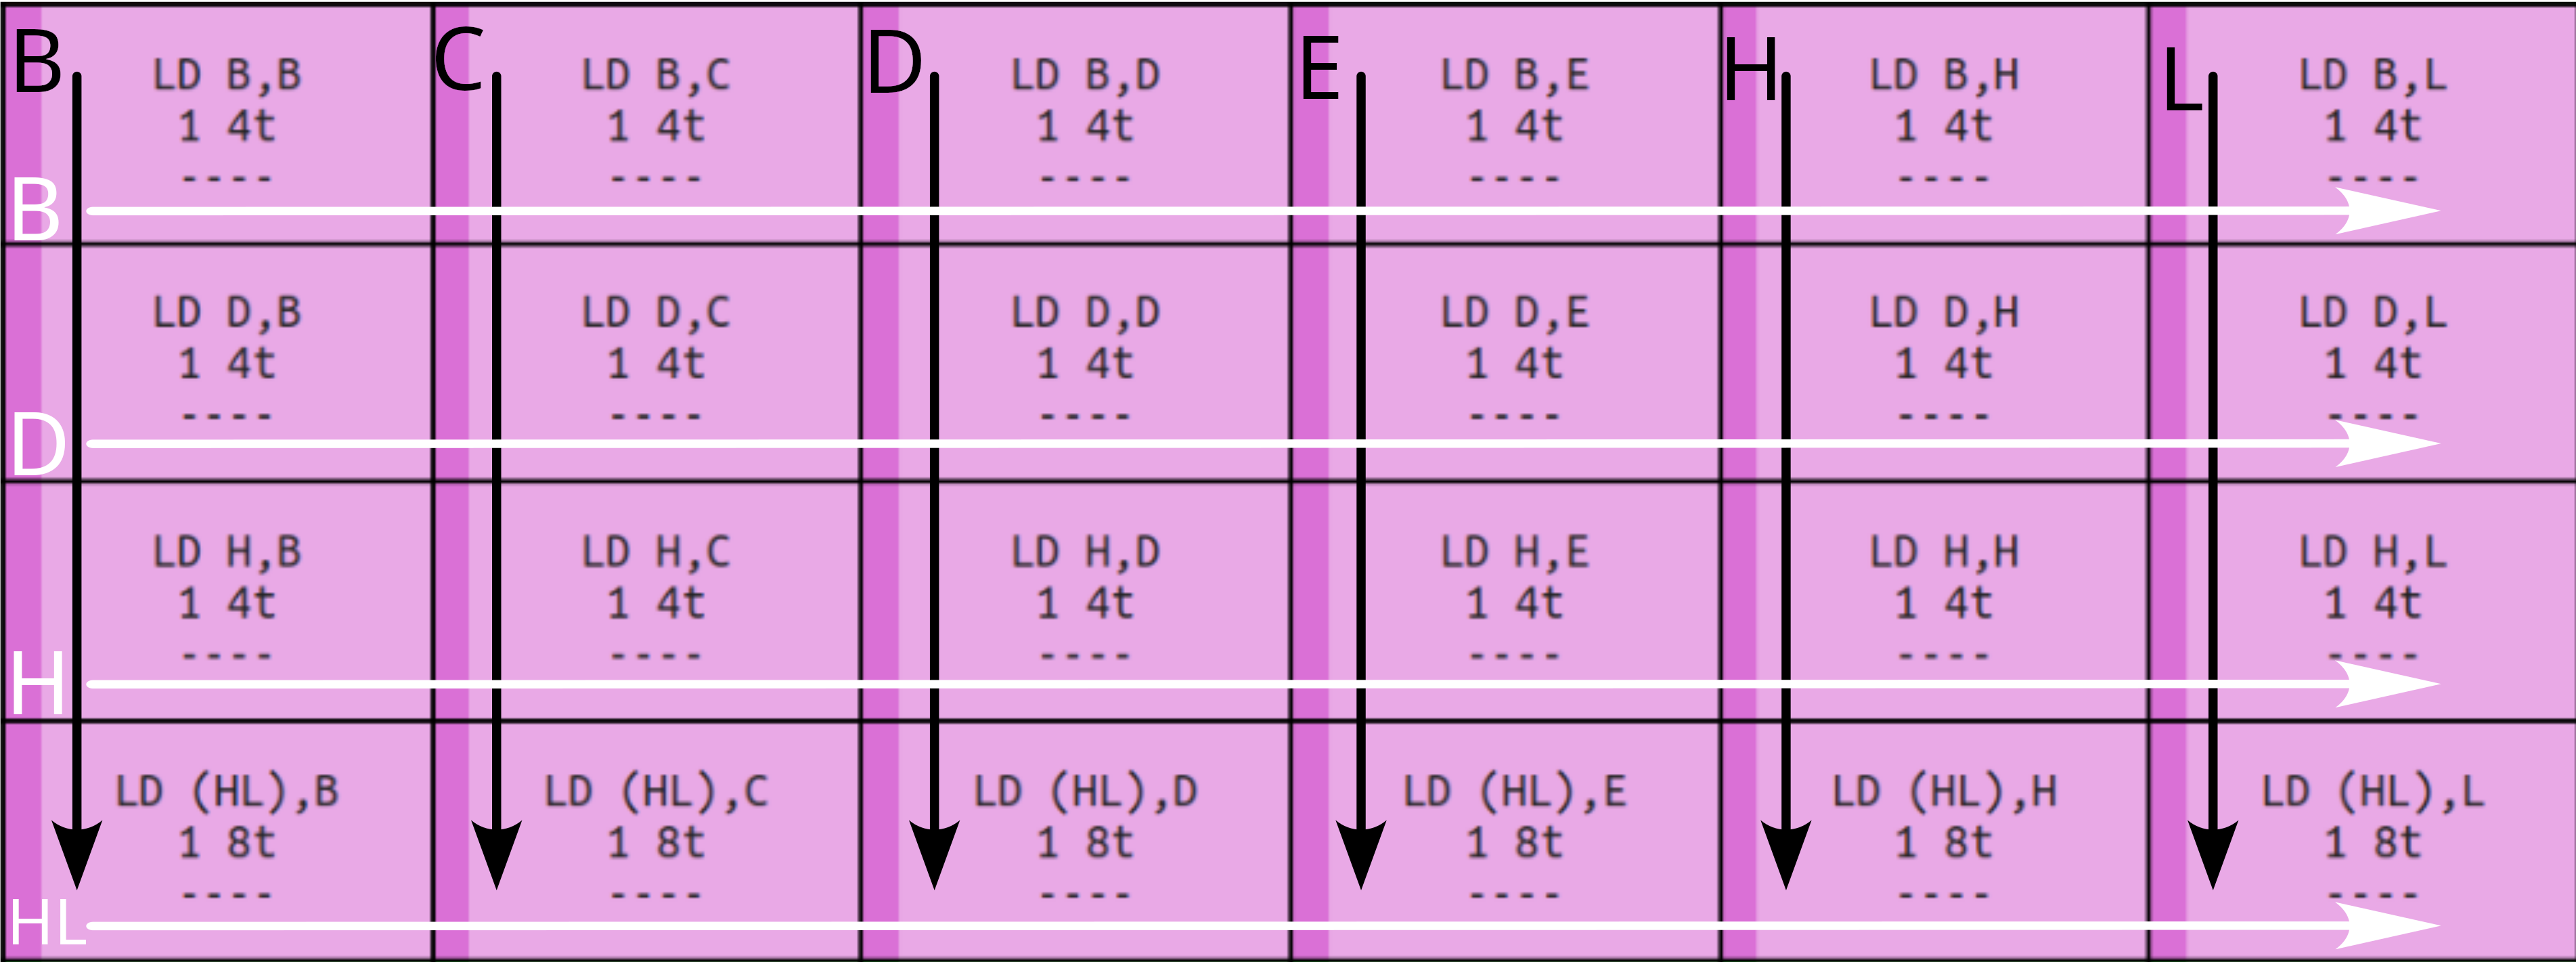 B C D E H L
LD B,B LD B,C LD B,D LD B,E LD B,H LD B,L
1 4t 1 4t 1 4t 1 4t 1 4t 1 4t
---- ---- ---- ---- ---- ----
B
LD D,B LD D,C LD D,D LD D,E LD D,H LD D,L
1 4t 1 4t 1 4t 1 4t 1 4t 1 4t
---- ---- ---- ---- ---- ----
D
LD H,B LD H,C LD H,D LD H,E LD H,H LD H,L
1 4t 1 4t 1 4t 1 4t 1 4t 1 4t
---- ---- ---- ---- ---- ----
H
LD (HL),B LD (HL),C LD (HL),D LD (HL),E LD (HL),H LD (HL),L
1 8t 1 8t 1 8t 1 8t 1 8t 1 8t
---- ---- ---- ---- ---- ----
HL